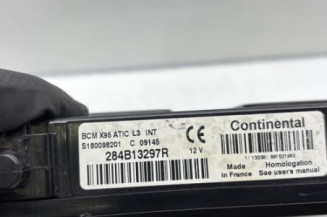 BCM X95 ATIC L3 INT
S180098201 C 09145
284B13297R
12 V
CE
Continental
Made in France
Homologation
See user's manual